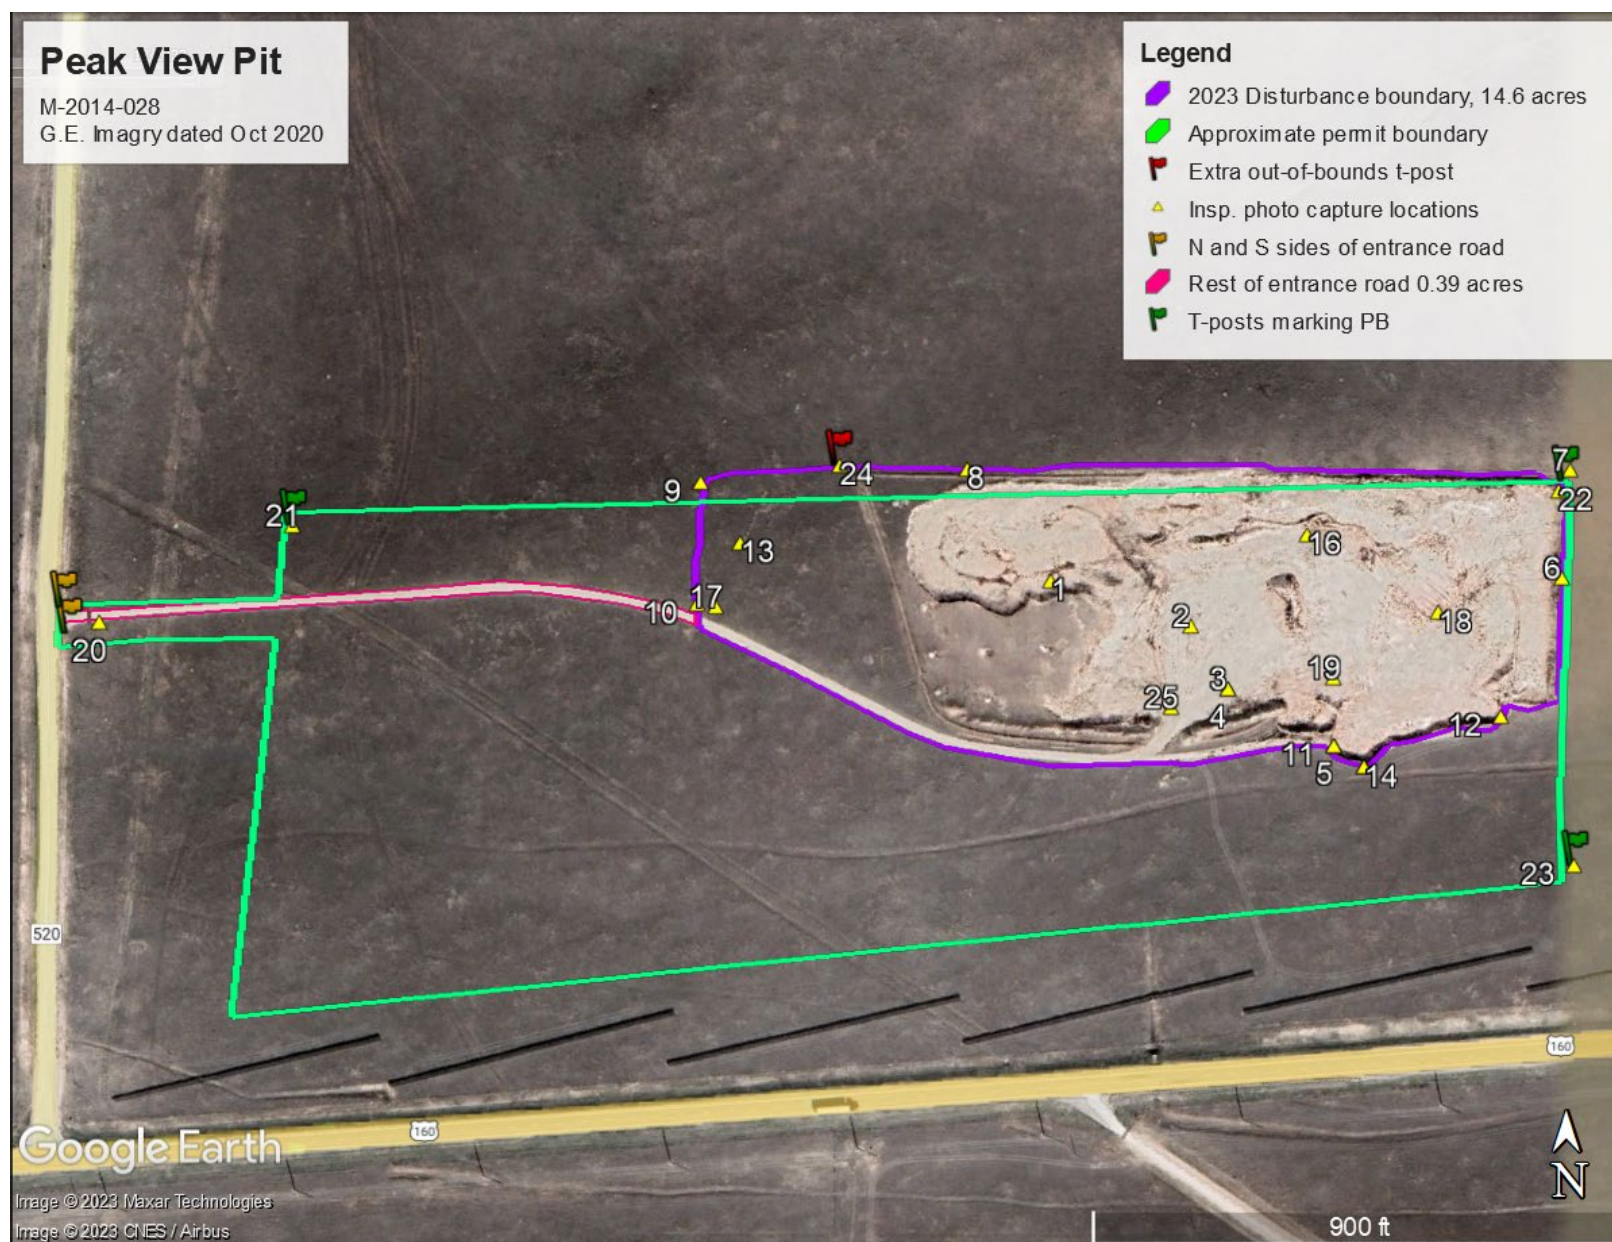 Peak View Pit
M-2014-028
G.E. Imagry dated Oct 2020
Legend
2023 Disturbance boundary, 14.6 acres
Approximate permit boundary
Extra out-of-bounds t-post
Insp. photo capture locations
N and S sides of entrance road
Rest of entrance road 0.39 acres
T-posts marking PB
7
24
8
9
22
21
13
16
6
1
17
10
2
18
20
19
3
25
4
12
11
5
14
23
520
160
160
Google Earth
N
Image © 2023 Maxar Technologies
Image © 2023 CNES / Airbus
900 ft